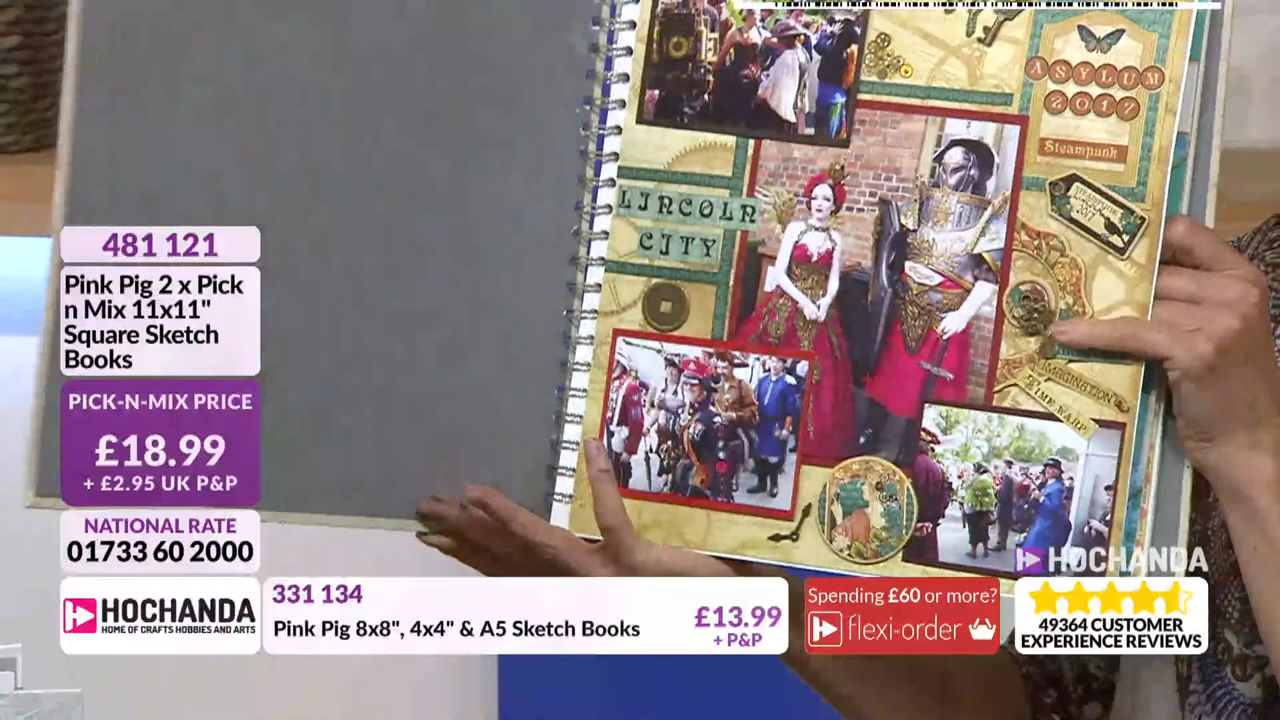 ASYLUM
2017
Steampunk
LINCOLN
CITY
IMAGINATION
TIME WARP
481 121
Pink Pig 2 x Pick
n Mix 11x11"
Square Sketch
Books
PICK-N-MIX PRICE
£18.99
+ £2.95 UK P&P
NATIONAL RATE
01733 60 2000
HOCHANDA
HOCHANDA
HOME OF CRAFTS HOBBIES AND ARTS
331 134
Pink Pig 8x8", 4x4" & A5 Sketch Books
£13.99
+ P&P
Spending £60 or more?
flexi-order
49364 CUSTOMER
EXPERIENCE REVIEWS